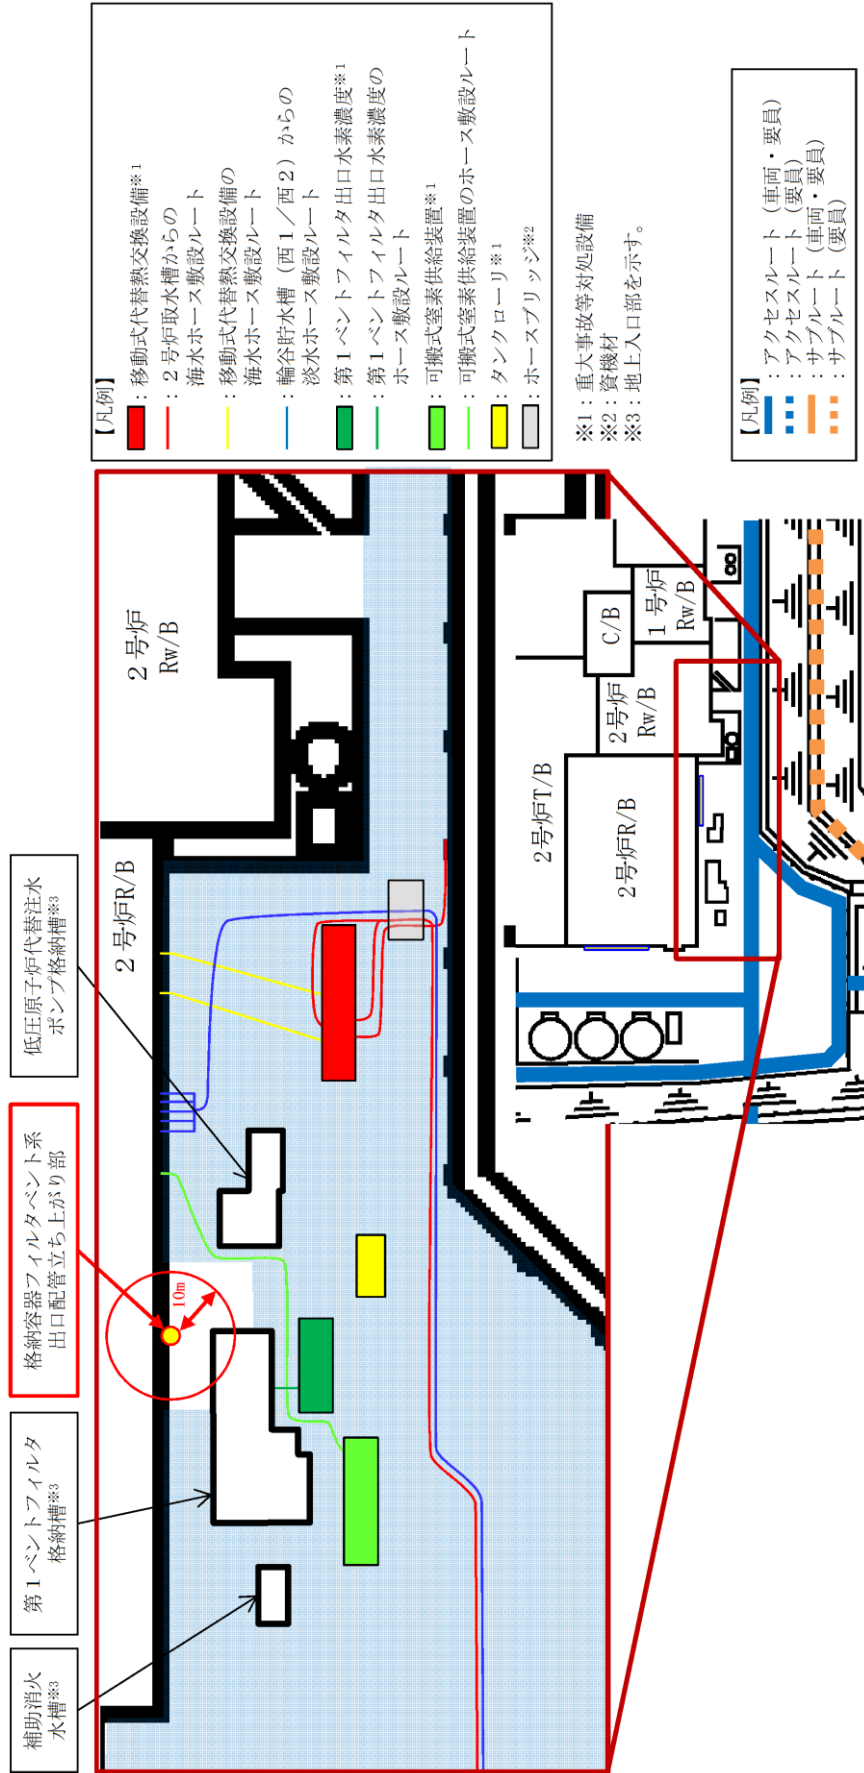 補助消火
水槽※3
第1ベントフィルタ
格納槽※3
格納容器フィルタベント系
出口配管立ち上がり部
低圧原子炉代替注水
ポンプ格納槽※3
10m
2号炉R/B
2号炉
Rw/B
【凡例】
：移動式代替熱交換設備※1
：2号炉取水槽からの
海水ホース敷設ルート
：移動式代替熱交換設備の
海水ホース敷設ルート
：輪谷貯水槽（西1／西2）からの
淡水ホース敷設ルート
：第1ベントフィルタ出口水素濃度※1
：第1ベントフィルタ出口水素濃度の
ホース敷設ルート
：可搬式窒素供給装置※1
：可搬式窒素供給装置のホース敷設ルート
：タンクローリ※1
：ホースブリッジ※2
※1：重大事故等対処設備
※2：資機材
※3：地上入口部を示す。
2号炉T/B
2号炉R/B
2号炉
Rw/B
C/B
1号炉
Rw/B
【凡例】
：アクセスルート（車両・要員）
：アクセスルート（要員）
：サブルート（車両・要員）
：サブルート（要員）